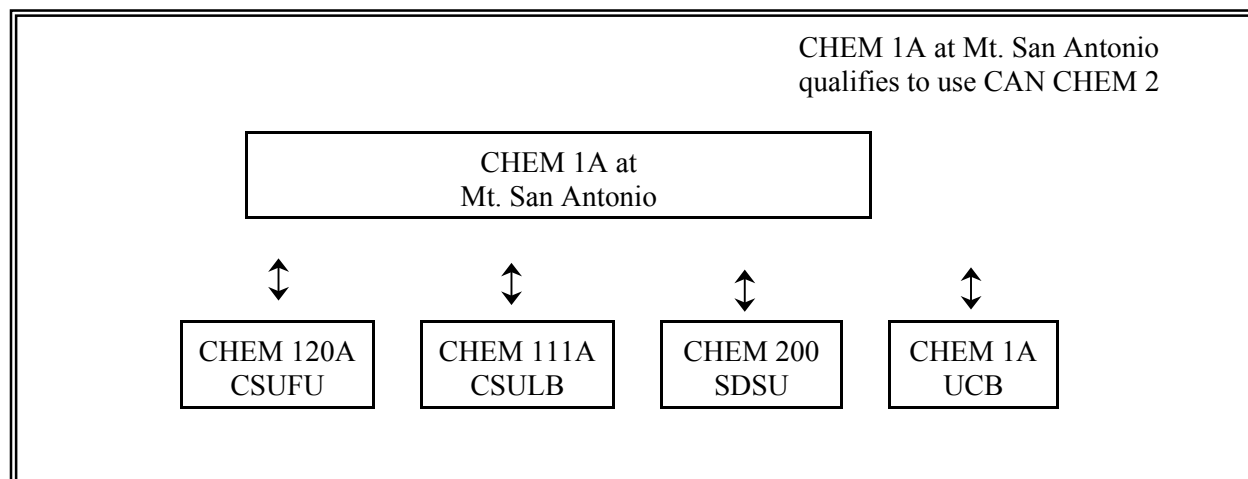 CHEM 1A at Mt. San Antonio
qualifies to use CAN CHEM 2
CHEM 1A at
Mt. San Antonio
CHEM 120A
CSUFU
CHEM 111A
CSULB
CHEM 200
SDSU
CHEM 1A
UCB